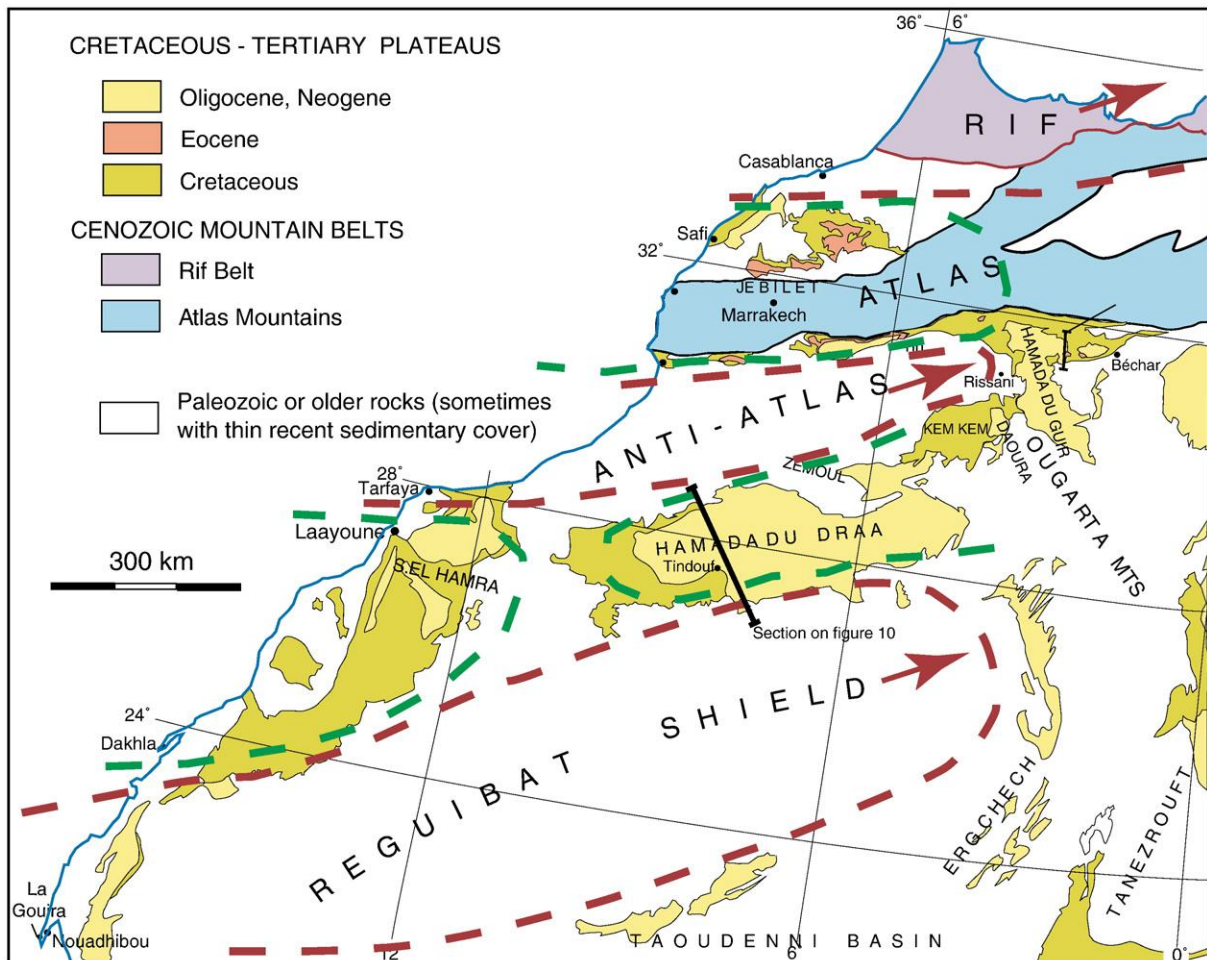 CRETACEOUS - TERTIARY PLATEAUS
Oligocene, Neogene
Eocene
Cretaceous
CENOZOIC MOUNTAIN BELTS
Rif Belt
Atlas Mountains
Paleozoic or older rocks (sometimes
with thin recent sedimentary cover)
300 km
36°
6°
RIF
Casablanca
Safi
32°
JEBILET
ATLAS
Marrakech
HAMADA DU GUIR
Béchar
Rissani
ANTI-ATLAS
KEM KEM
DAOURA
OUGARTA MTS
ZEMOUL
28°
Tarfaya
Laayoune
S.EL HAMRA
HAMADA DU DRAA
Tindouf
Section on figure 10
REGUIBAT SHIELD
24°
Dakhla
ERGCHECH
TANEZROUFT
La
Gouira
Nouadhibou
TAOUDENNI BASIN
12
6
0°